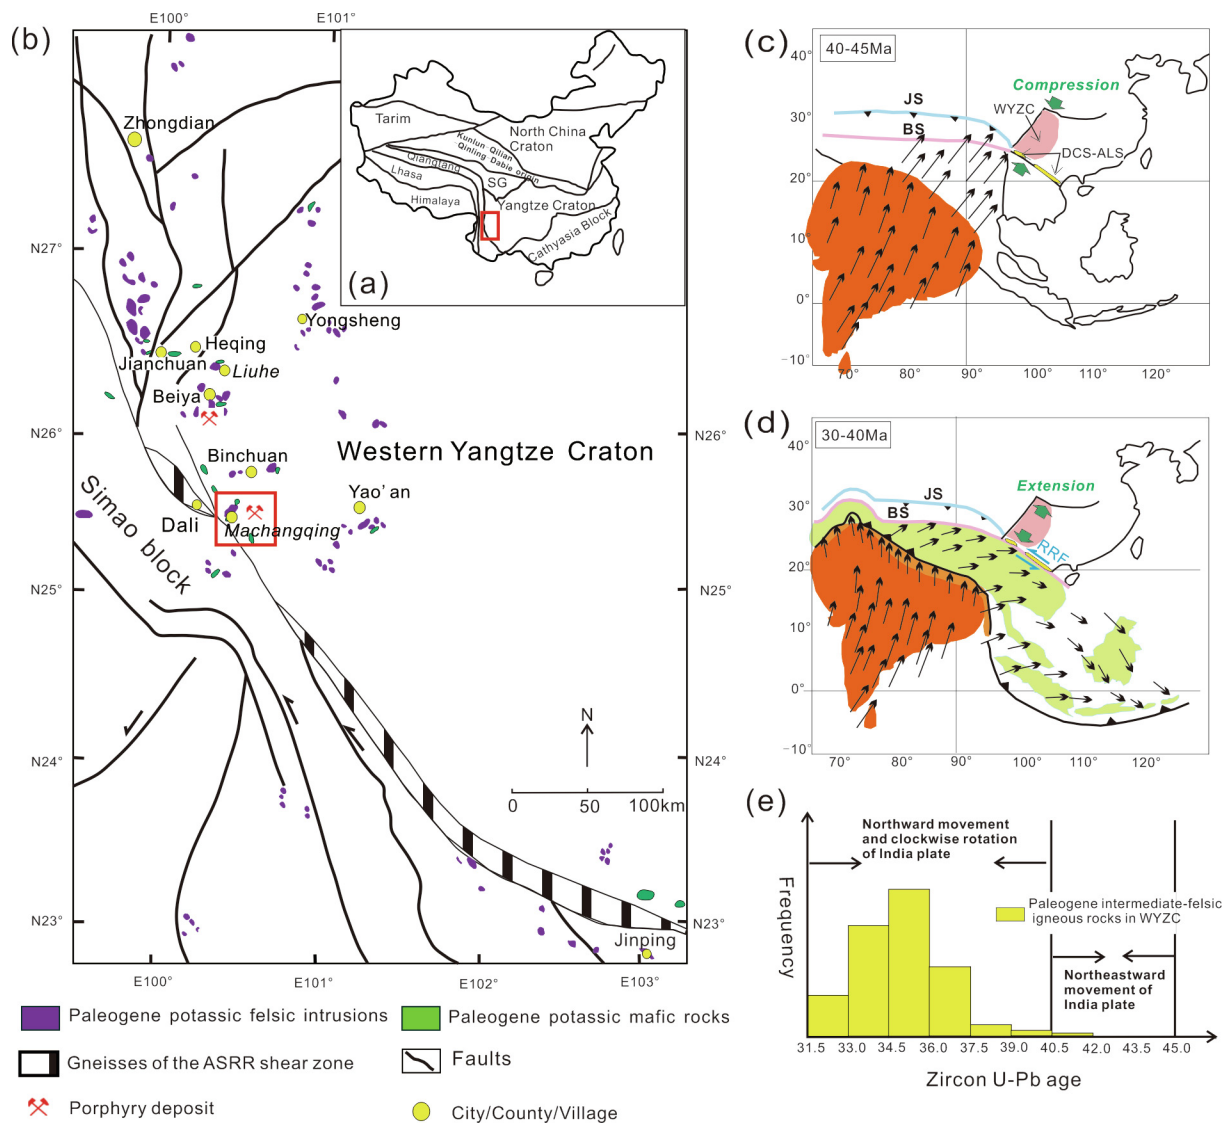 (b)
E100°
E101°
Zhongdian
N27°
Yongsheng
Heqing
Jianchuan
Liuhe
Beiya
N26°
N26°
Western Yangtze Craton
Binchuan
Yao' an
Simao block
Dali
Machangqing
N25°
N25°
N
N24°
N24°
0 50 100km
N23°
N23°
Jinping
E100°
E101°
E102°
E103°
Tarim
North China
Craton
Kunlun Qilian
Qinling Dabie origin
Qiangtang
Lhasa
SG
Himalaya
Yangtze Craton
Cathyasia Block
(a)
Paleogene potassic felsic intrusions
Paleogene potassic mafic rocks
Gneisses of the ASRR shear zone
Faults
Porphyry deposit
City/County/Village
(c)
40-45Ma
40°
30°
20°
10°
0°
-10°
Compression
JS
WYZC
BS
DCS-ALS
70°
80°
90°
100°
110°
120°
(d)
30-40Ma
40°
30°
20°
10°
0°
-10°
Extension
JS
BS
RRF
70°
80°
90°
100°
110°
120°
(e)
Northward movement
and clockwise rotation
of India plate
Frequency
Paleogene intermediate-felsic
igneous rocks in WYZC
Northeastward
movement of
India plate
31.5 33.0 34.5 36.0 37.5 39.0 40.5 42.0 43.5 45.0
Zircon U-Pb age